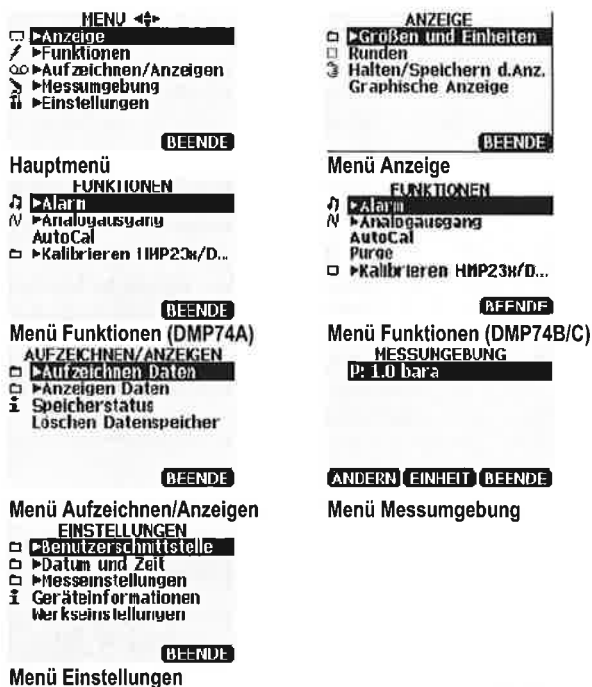 MENU
Anzeige
Funktionen
Aufzeichnen/Anzeigen
Messumgebung
Einstellungen
BEENDE
Hauptmenü
ANZEIGE
Größen und Einheiten
Runden
Halten/Speichern d.Anz.
Graphische Anzeige
BEENDE
Menü Anzeige
FUNKTIONEN
Alarm
Analogausgang
AutoCal
Kalibrieren HMP23x/D...
BEENDE
Menü Funktionen (DMP74A)
FUNKTIONEN
Alarm
Analogausgang
AutoCal
Purge
Kalibrieren HMP23x/D...
BEENDE
Menü Funktionen (DMP74B/C)
AUFZEICHNEN/ANZEIGEN
Aufzeichnen Daten
Anzeigen Daten
Speicherstatus
Löschen Datenspeicher
BEENDE
Menü Aufzeichnen/Anzeigen
MESSUNGEBUNG
P: 1.0 bara
ANDERN EINHEIT BEENDE
Menü Messumgebung
EINSTELLUNGEN
Benutzerschnittstelle
Datum und Zeit
Messeinstellungen
Geräteinformationen
Werkseinstellungen
BEENDE
Menü Einstellungen